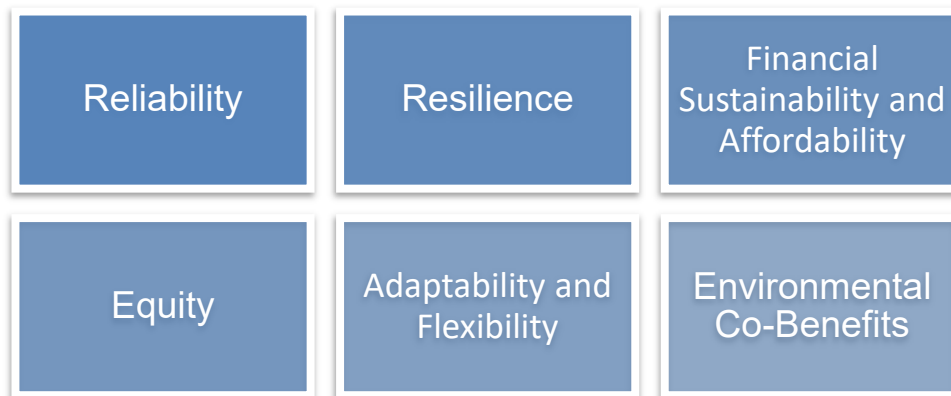 Reliability
Resilience
Financial
Sustainability and
Affordability
Equity
Adaptability and
Flexibility
Environmental
Co-Benefits